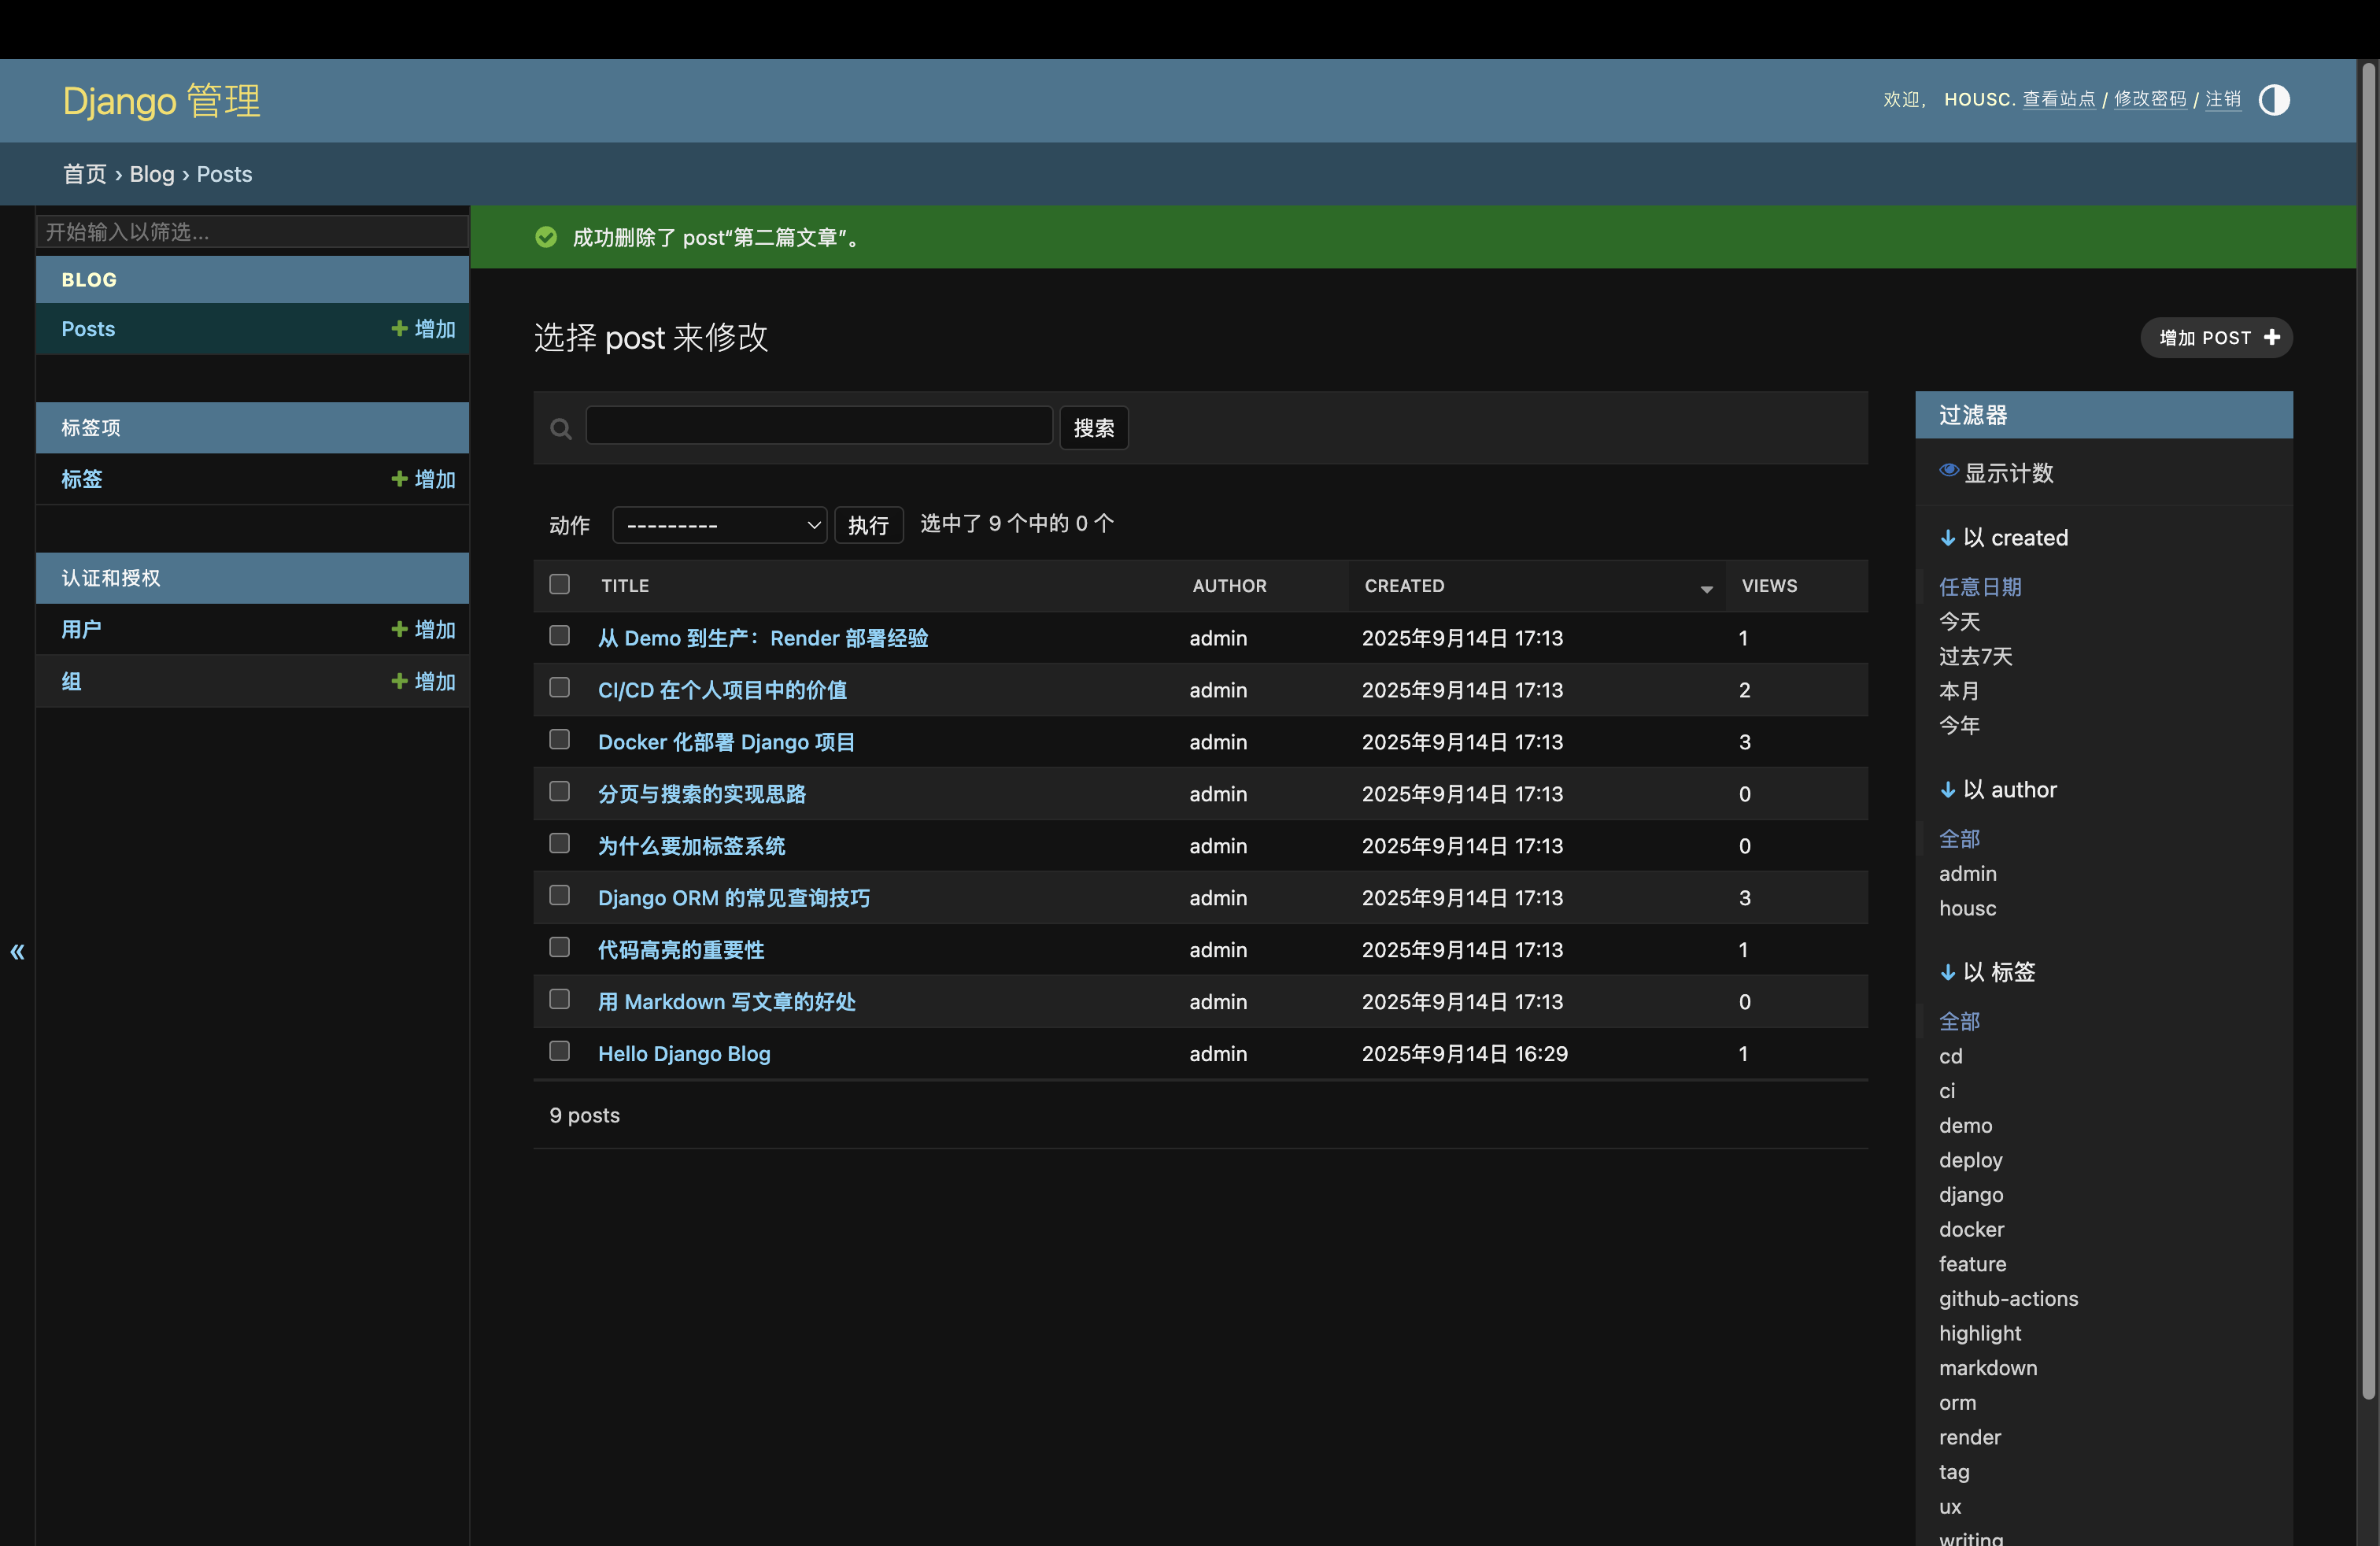 Django 管理
欢迎， HOUSC. 查看站点 / 修改密码 / 注销
首页 › Blog › Posts
开始输入以筛选...
BLOG
Posts 增加
标签项
标签 增加
认证和授权
用户 增加
组 增加
«
成功删除了 post“第二篇文章”。
选择 post 来修改
增加 POST
搜索
动作 --------- 执行 选中了 9 个中的 0 个
TITLE AUTHOR CREATED VIEWS
从 Demo 到生产：Render 部署经验 admin 2025年9月14日 17:13 1
CI/CD 在个人项目中的价值 admin 2025年9月14日 17:13 2
Docker 化部署 Django 项目 admin 2025年9月14日 17:13 3
分页与搜索的实现思路 admin 2025年9月14日 17:13 0
为什么要加标签系统 admin 2025年9月14日 17:13 0
Django ORM 的常见查询技巧 admin 2025年9月14日 17:13 3
代码高亮的重要性 admin 2025年9月14日 17:13 1
用 Markdown 写文章的好处 admin 2025年9月14日 17:13 0
Hello Django Blog admin 2025年9月14日 16:29 1
9 posts
过滤器
显示计数
以 created
任意日期
今天
过去7天
本月
今年
以 author
全部
admin
housc
以 标签
全部
cd
ci
demo
deploy
django
docker
feature
github-actions
highlight
markdown
orm
render
tag
ux
writing